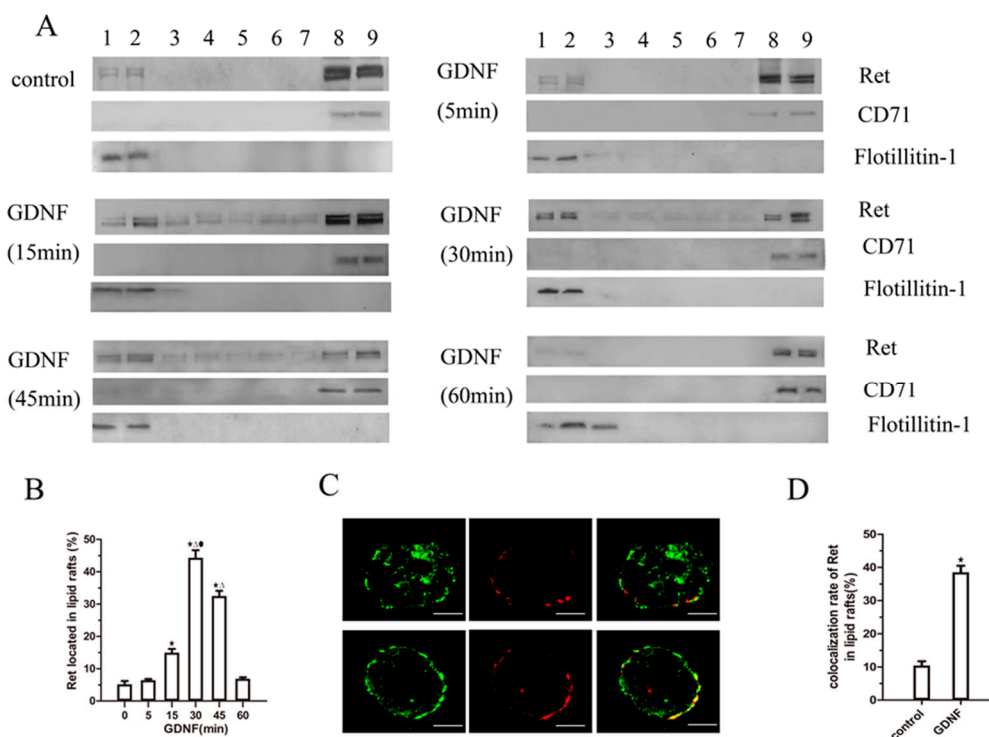 A
1 2 3 4 5 6 7 8 9
1 2 3 4 5 6 7 8 9
control
GDNF
(5min)
Ret
CD71
Flotillitin-1
GDNF
(15min)
GDNF
(30min)
Ret
CD71
Flotillitin-1
GDNF
(45min)
GDNF
(60min)
Ret
CD71
Flotillitin-1
B
Ret located in lipid rafts (%)
50
40
30
20
10
0
★
★Δ●
★Δ
0 5 15 30 45 60
GDNF(min)
C
D
colocalization rate of Ret
in lipid rafts(%)
50
40
30
20
10
0
★
control
GDNF